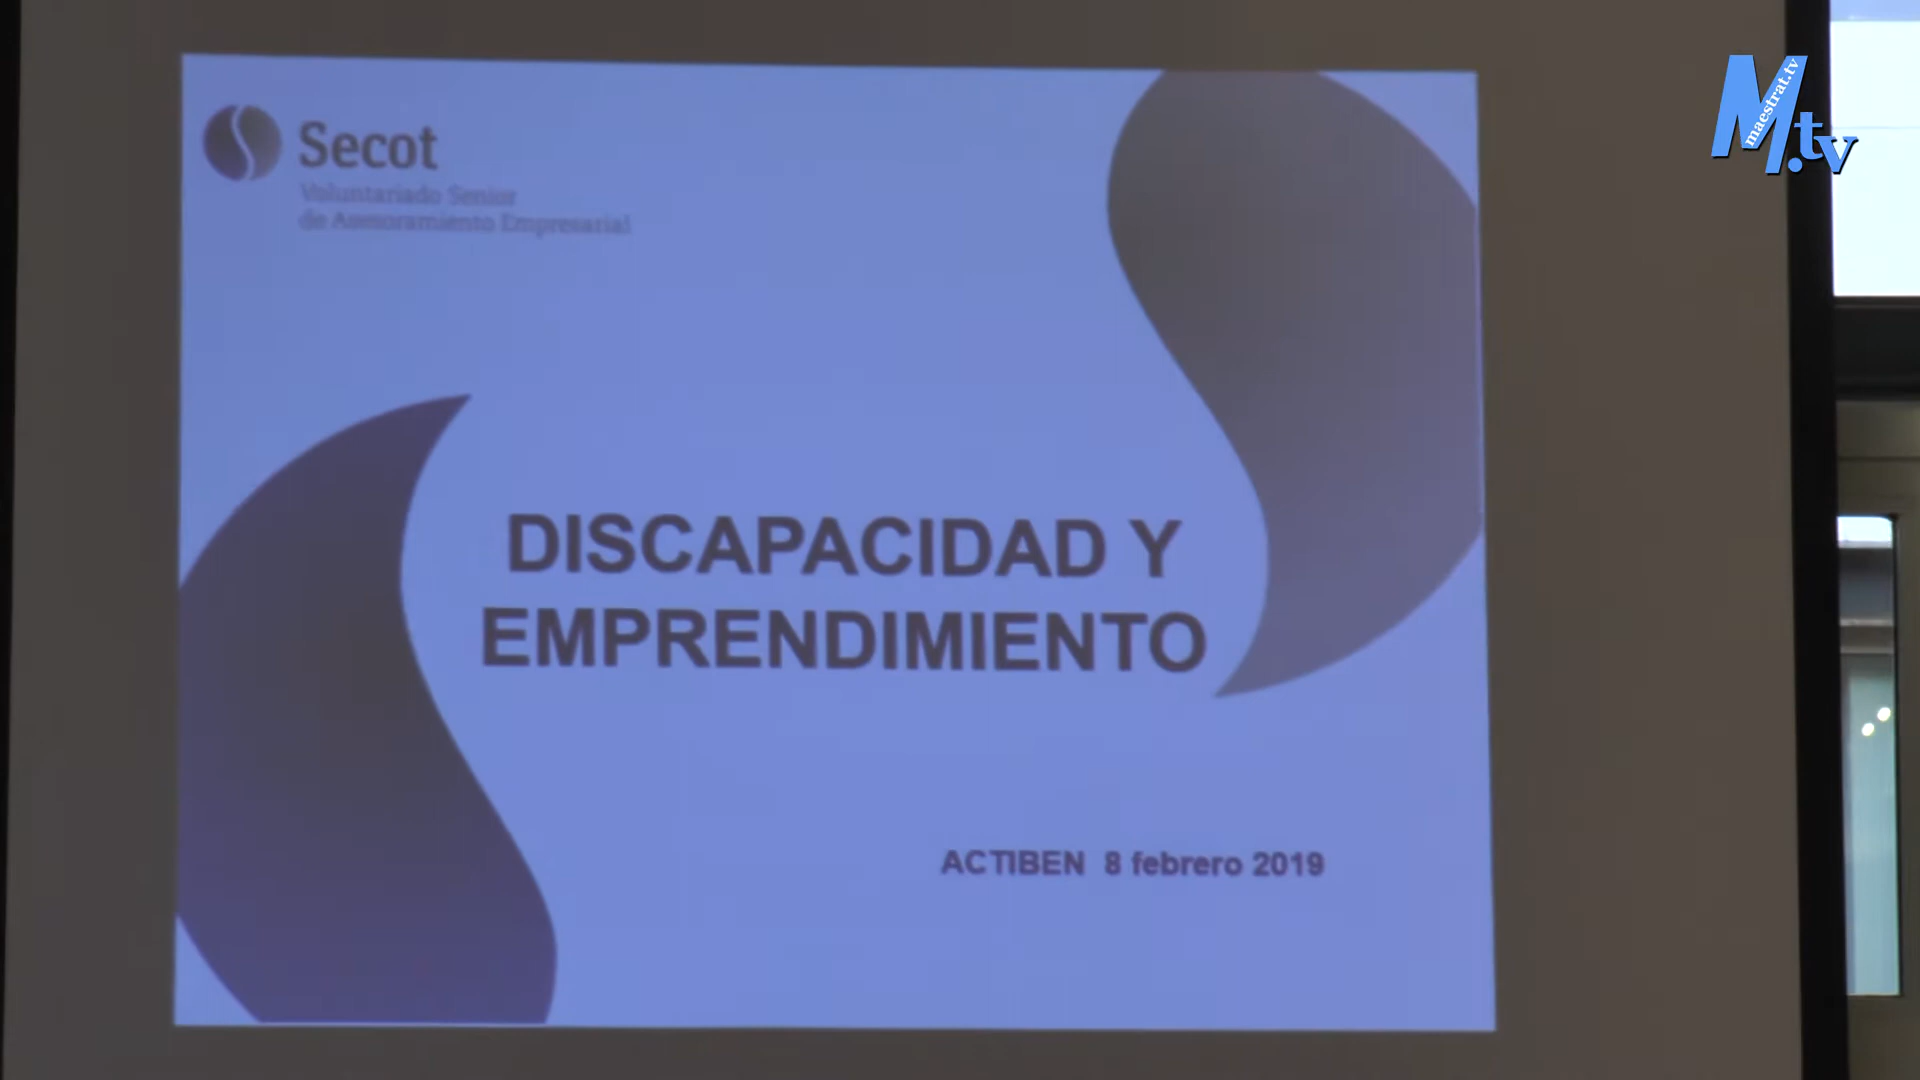 Secot
Voluntariado Senior
de Asesoramiento Empresarial
DISCAPACIDAD Y
EMPRENDIMIENTO
ACTIBEN 8 febrero 2019
M.tv
maestrat.tv